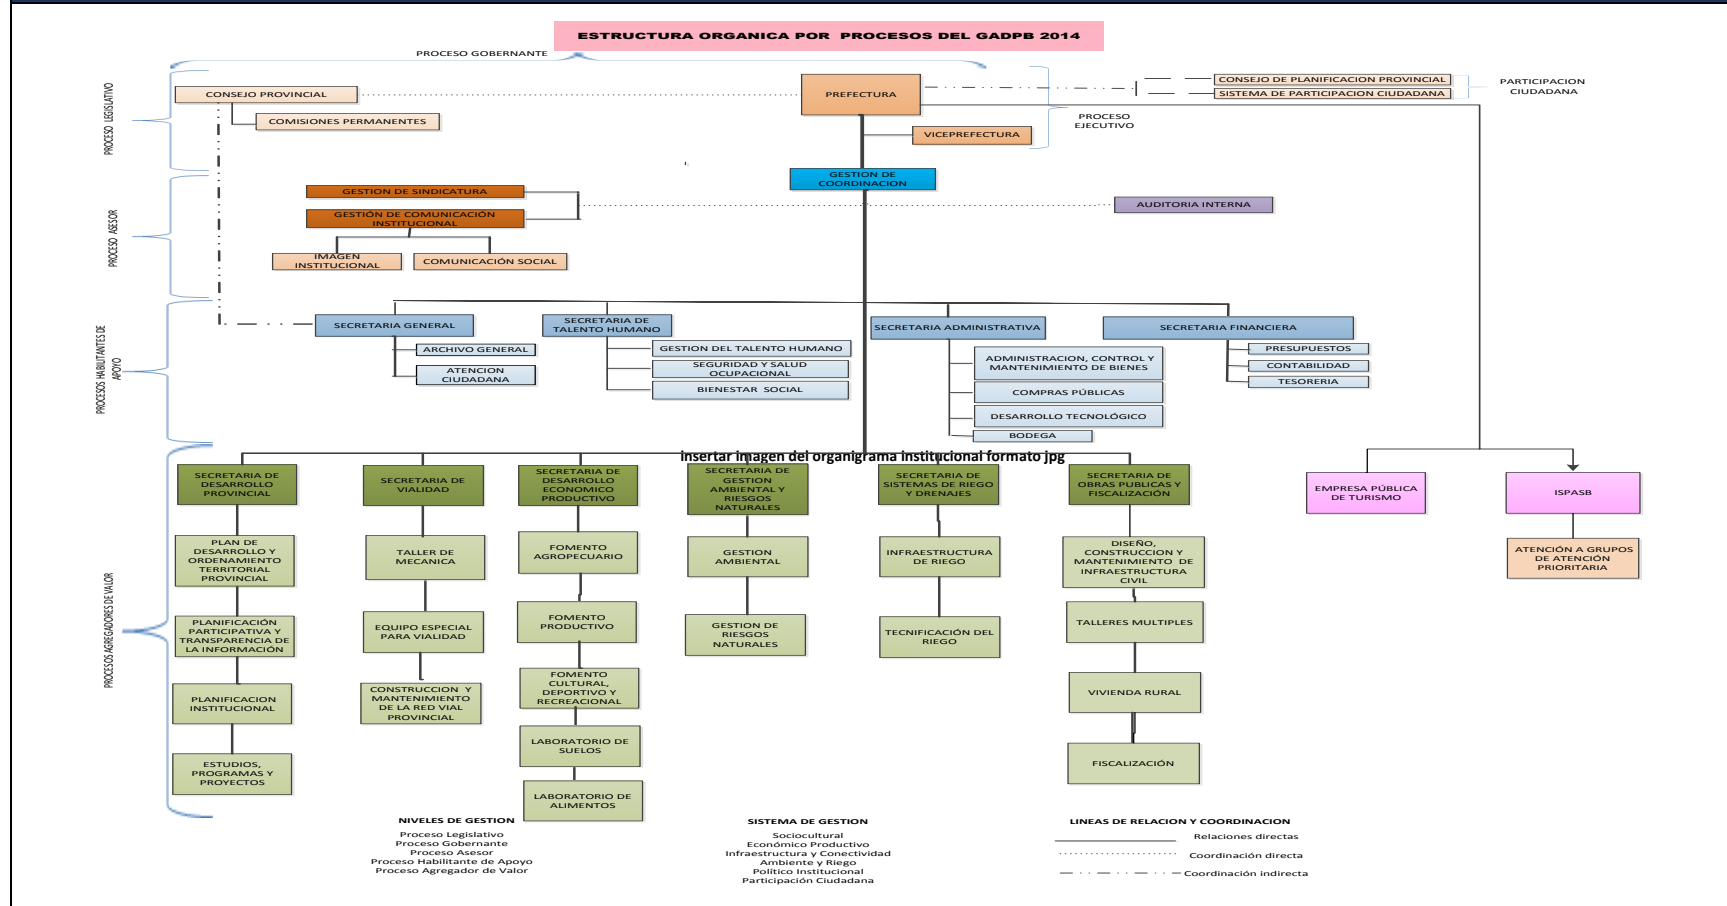 ESTRUCTURA ORGANICA POR PROCESOS DEL GADPB 2014
PROCESO GOBERNANTE
PROCESO LEGISLATIVO
CONSEJO PROVINCIAL
COMISIONES PERMANENTES
PREFECTURA
VICEPREFECTURA
PROCESO
EJECUTIVO
CONSEJO DE PLANIFICACION PROVINCIAL
SISTEMA DE PARTICIPACION CIUDADANA
PARTICIPACION
CIUDADANA
GESTION DE
COORDINACION
PROCESO ASESOR
GESTION DE SINDICATURA
GESTIÓN DE COMUNICACIÓN
INSTITUCIONAL
IMAGEN
INSTITUCIONAL
COMUNICACIÓN SOCIAL
AUDITORIA INTERNA
PROCESOS HABILITANTES DE
APOYO
SECRETARIA GENERAL
ARCHIVO GENERAL
ATENCION
CIUDADANA
SECRETARIA DE
TALENTO HUMANO
GESTION DEL TALENTO HUMANO
SEGURIDAD Y SALUD
OCUPACIONAL
BIENESTAR SOCIAL
SECRETARIA ADMINISTRATIVA
ADMINISTRACION, CONTROL Y
MANTENIMIENTO DE BIENES
COMPRAS PÚBLICAS
DESARROLLO TECNOLÓGICO
BODEGA
SECRETARIA FINANCIERA
PRESUPUESTOS
CONTABILIDAD
TESORERIA
Insertar imagen del organigrama institucional formato jpg
PROCESOS AGREGADORES DE VALOR
SECRETARIA DE
DESARROLLO
PROVINCIAL
PLAN DE
DESARROLLO Y
ORDENAMIENTO
TERRITORIAL
PROVINCIAL
PLANIFICACIÓN
PARTICIPATIVA Y
TRANSPARENCIA DE
LA INFORMACIÓN
PLANIFICACION
INSTITUCIONAL
ESTUDIOS,
PROGRAMAS Y
PROYECTOS
SECRETARIA DE
VIALIDAD
TALLER DE
MECANICA
EQUIPO ESPECIAL
PARA VIALIDAD
CONSTRUCCION Y
MANTENIMIENTO
DE LA RED VIAL
PROVINCIAL
SECRETARIA DE
DESARROLLO
ECONOMICO
PRODUCTIVO
FOMENTO
AGROPECUARIO
FOMENTO
PRODUCTIVO
FOMENTO
CULTURAL,
DEPORTIVO Y
RECREACIONAL
LABORATORIO DE
SUELOS
LABORATORIO DE
ALIMENTOS
SECRETARIA DE
GESTION
AMBIENTAL Y
RIESGOS
NATURALES
GESTION
AMBIENTAL
GESTION DE
RIESGOS
NATURALES
SECRETARIA DE
SISTEMAS DE RIEGO
Y DRENAJES
INFRAESTRUCTURA
DE RIEGO
TECNIFICACIÓN DEL
RIEGO
SECRETARIA DE
OBRAS PUBLICAS Y
FISCALIZACIÓN
DISEÑO,
CONSTRUCCION Y
MANTENIMIENTO DE
INFRAESTRUCTURA
CIVIL
TALLERES MULTIPLES
VIVIENDA RURAL
FISCALIZACIÓN
EMPRESA PÚBLICA
DE TURISMO
ISPASB
ATENCIÓN A GRUPOS
DE ATENCIÓN
PRIORITARIA
NIVELES DE GESTION
Proceso Legislativo
Proceso Gobernante
Proceso Asesor
Proceso Habilitante de Apoyo
Proceso Agregador de Valor
SISTEMA DE GESTION
Sociocultural
Económico Productivo
Infraestructura y Conectividad
Ambiente y Riego
Político Institucional
Participación Ciudadana
LINEAS DE RELACION Y COORDINACION
Relaciones directas
Coordinación directa
Coordinación indirecta